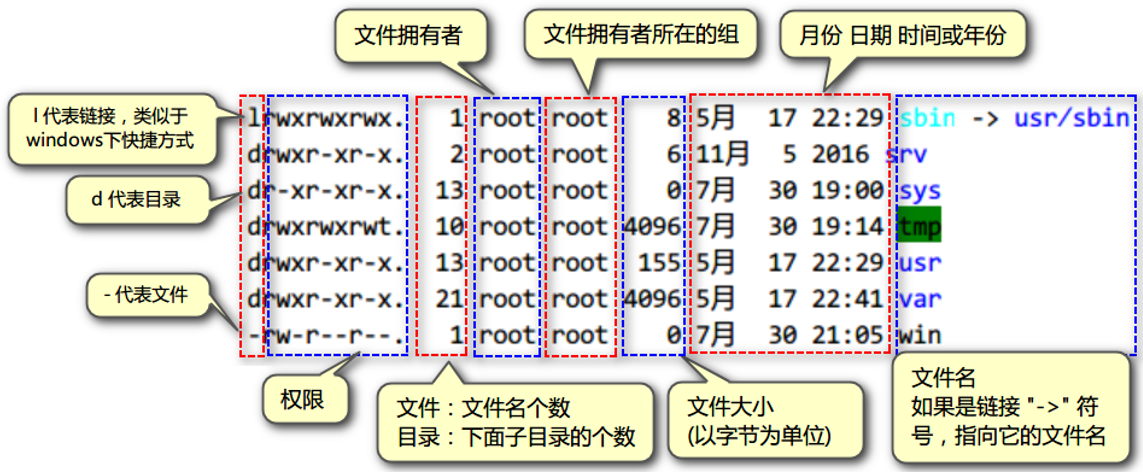 文件拥有者
文件拥有者所在的组
月份 日期 时间或年份
l 代表链接，类似于
windows下快捷方式
d 代表目录
- 代表文件
lrwxrwxrwx. 1 root root 8 5月 17 22:29 sbin -> usr/sbin
drwxr-xr-x. 2 root root 6 11月 5 2016 srv
dr-xr-xr-x. 13 root root 0 7月 30 19:00 sys
drwxrwxrwt. 10 root root 4096 7月 30 19:14 tmp
drwxr-xr-x. 13 root root 155 5月 17 22:29 usr
drwxr-xr-x. 21 root root 4096 5月 17 22:41 var
-rw-r--r--. 1 root root 0 7月 30 21:05 win
权限
文件：文件名个数
目录：下面子目录的个数
文件大小
(以字节为单位)
文件名
如果是链接 "->" 符
号，指向它的文件名